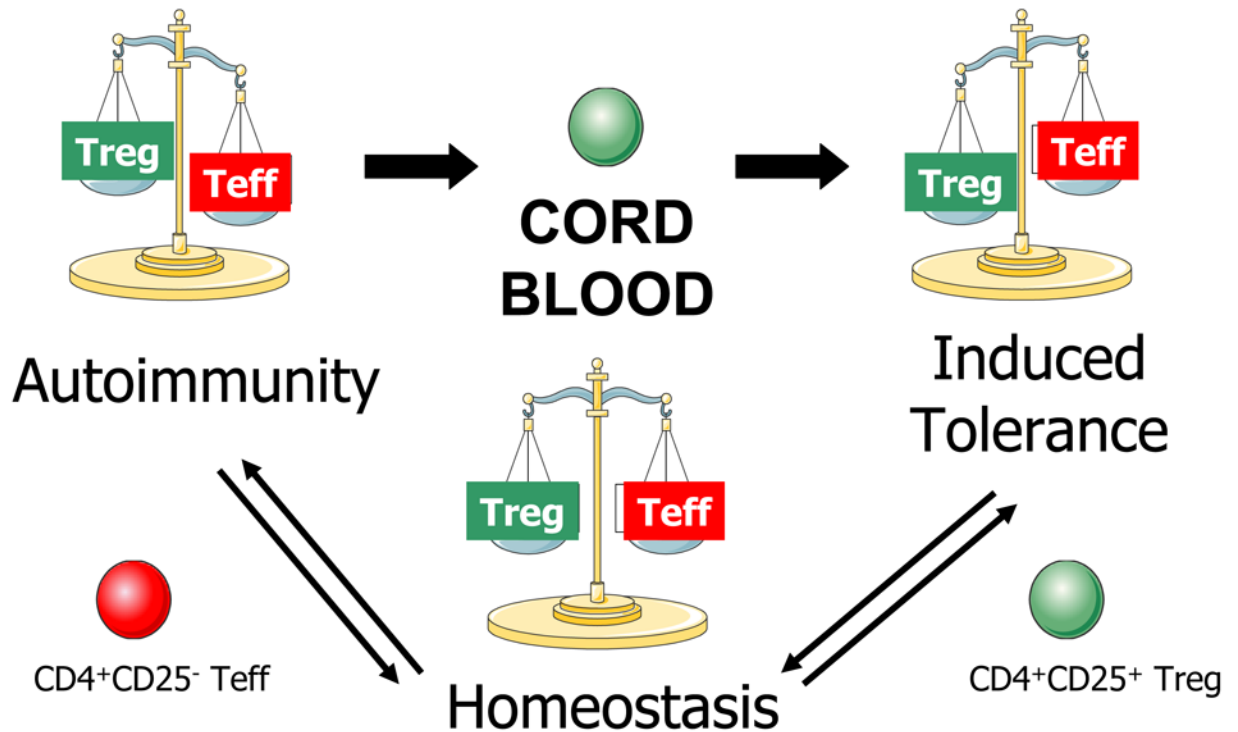 Treg
Teff
CORD
BLOOD
Treg
Teff
Autoimmunity
Induced
Tolerance
Treg
Teff
CD4⁺CD25⁻ Teff
CD4⁺CD25⁺ Treg
Homeostasis